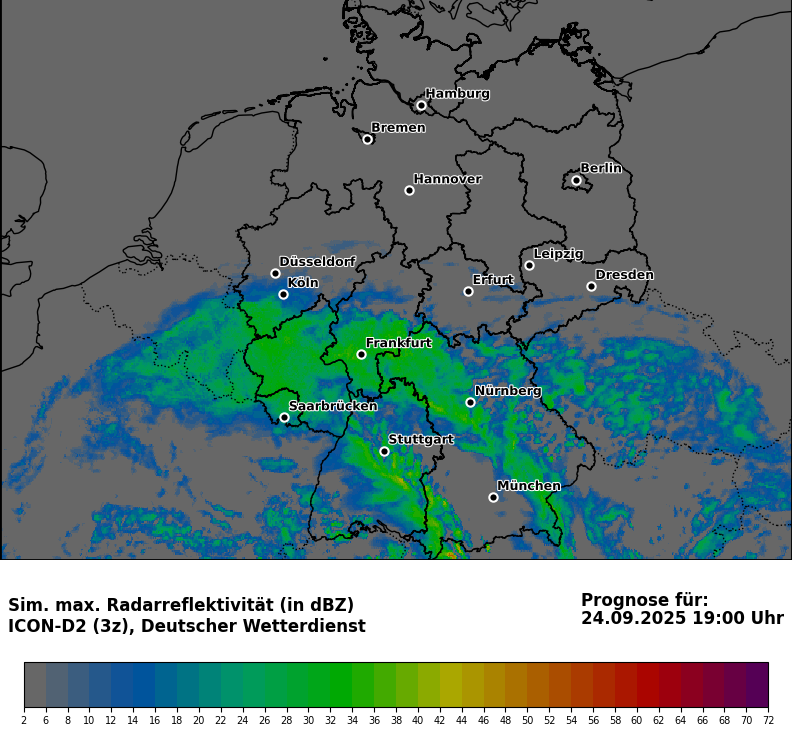 Hamburg
Bremen
Berlin
Hannover
Leipzig
Düsseldorf
Dresden
Köln
Erfurt
Frankfurt
Nürnberg
Saarbrücken
Stuttgart
München
Sim. max. Radarreflektivität (in dBZ)
ICON-D2 (3z), Deutscher Wetterdienst
Prognose für:
24.09.2025 19:00 Uhr
2 6 8 10 12 14 16 18 20 22 24 26 28 30 32 34 36 38 40 42 44 46 48 50 52 54 56 58 60 62 64 66 68 70 72